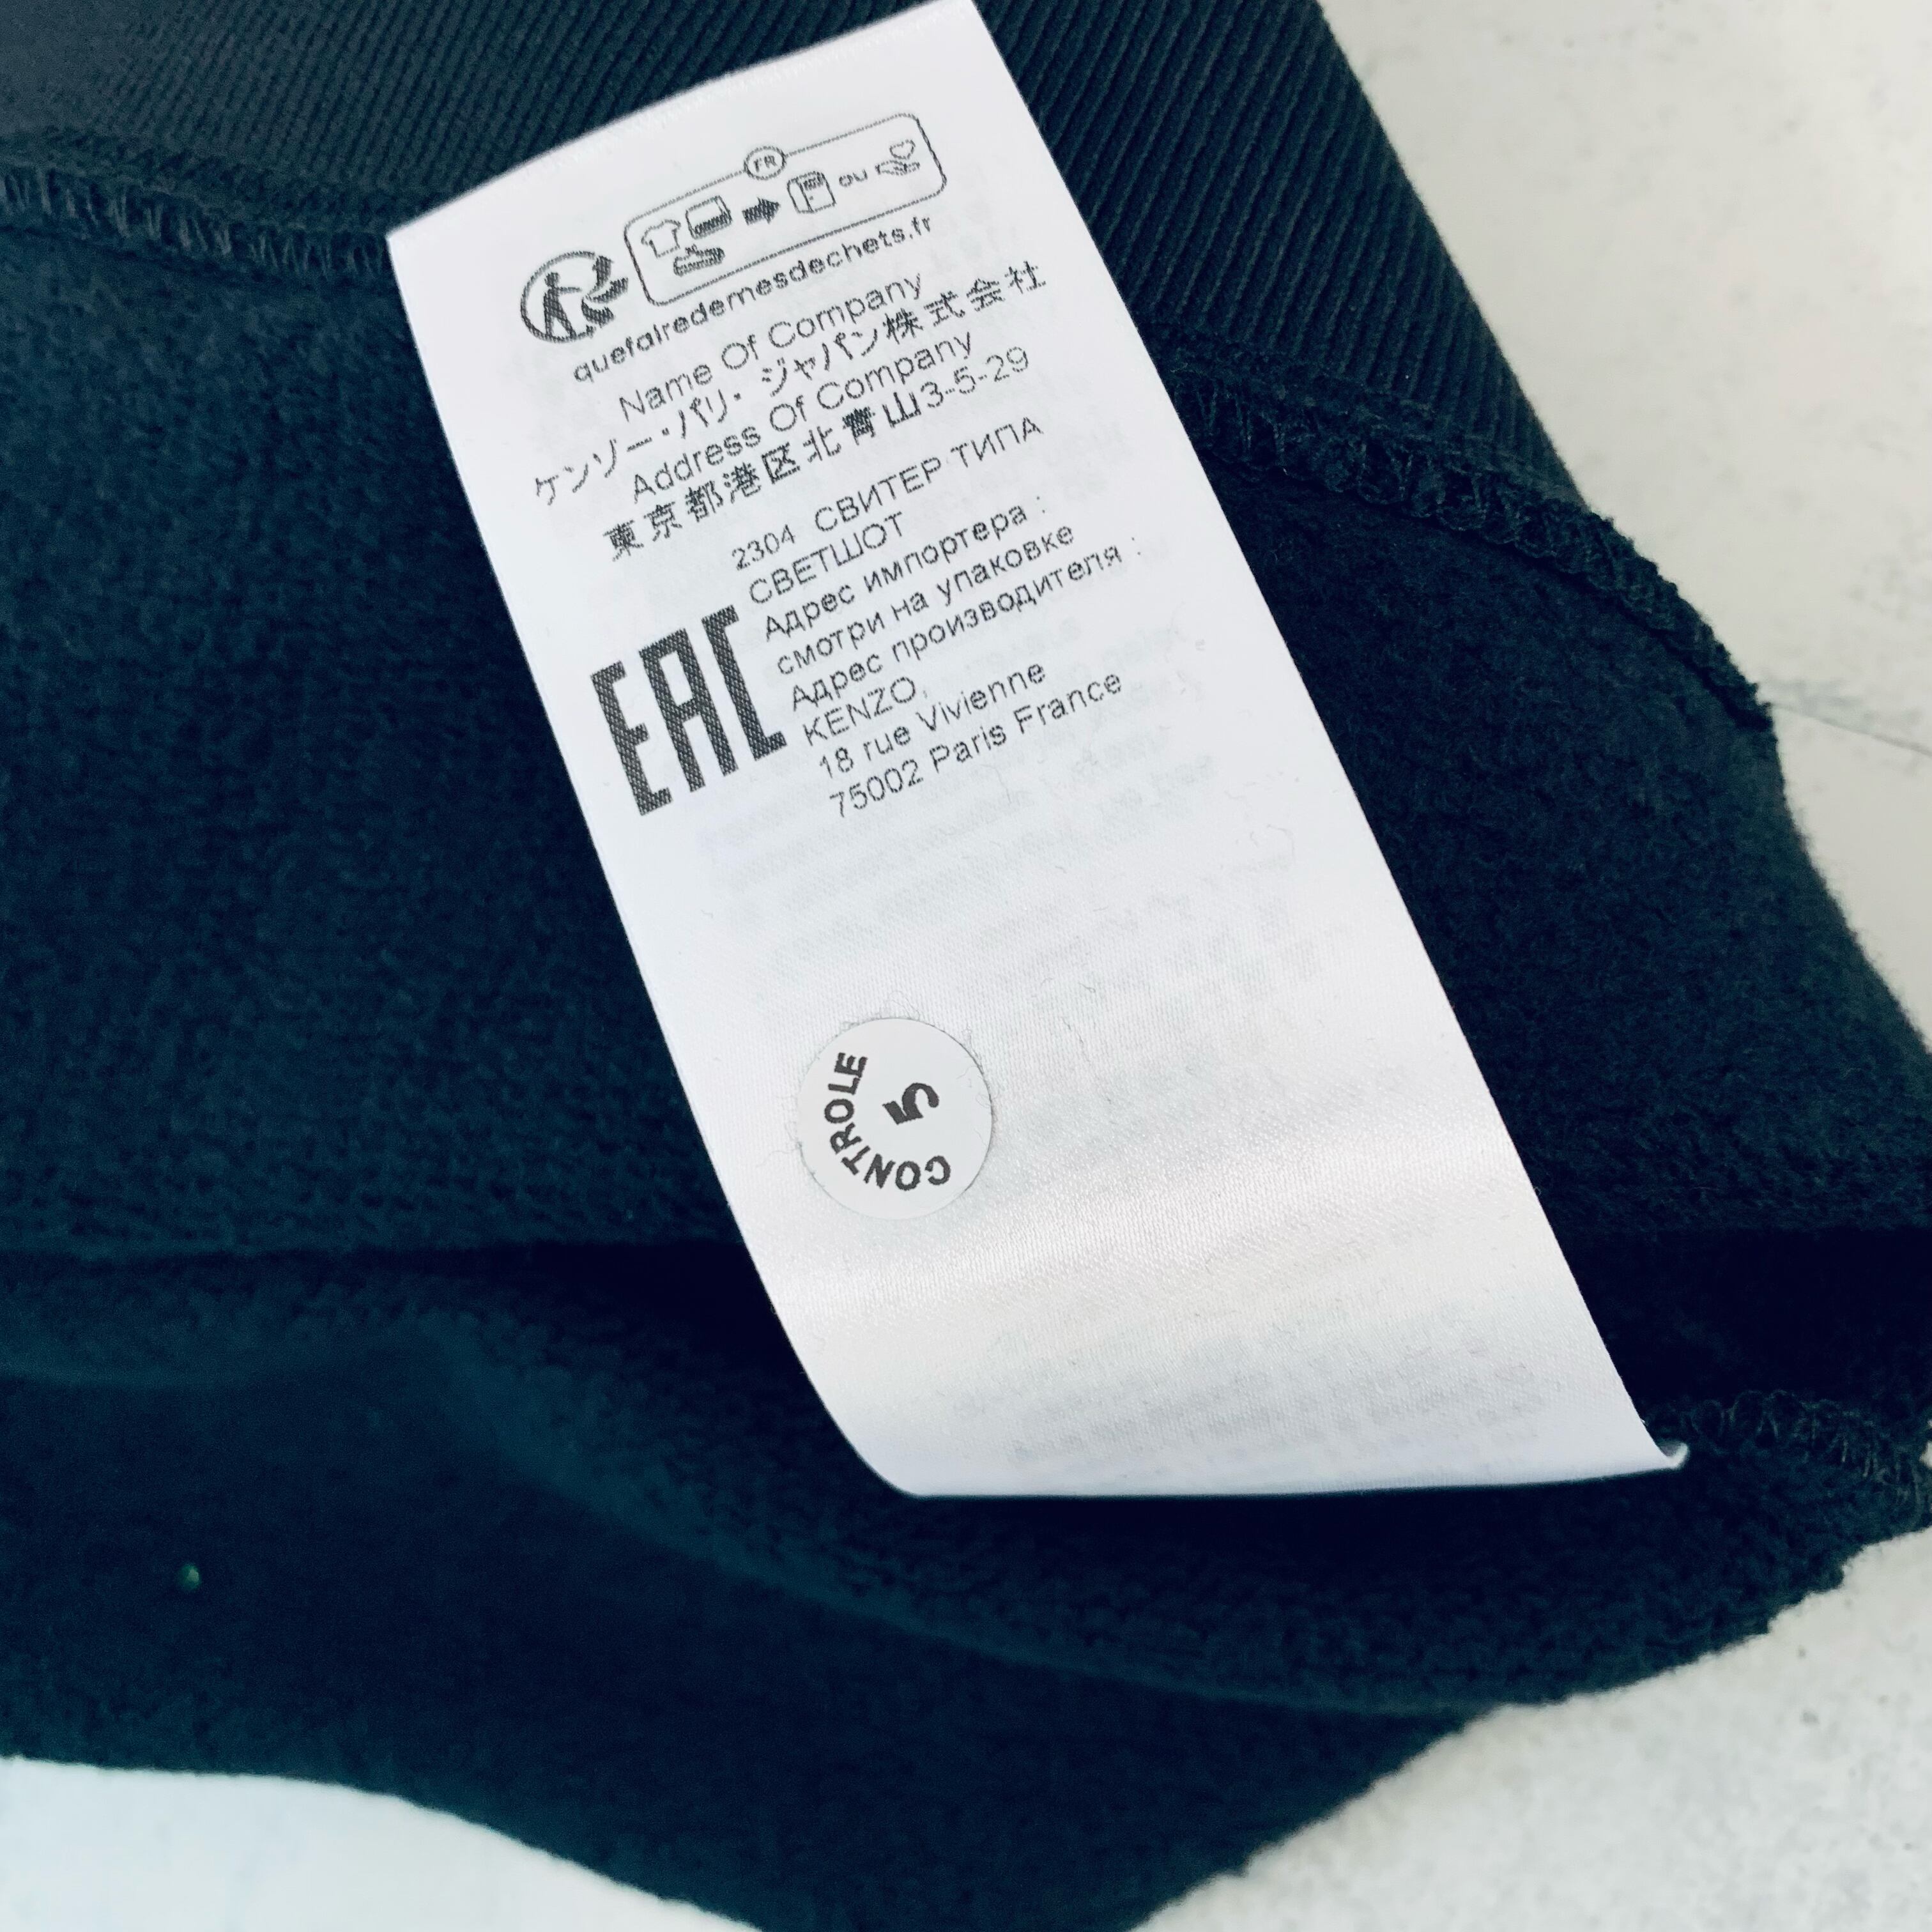 FR
ou
quefairedemesdechets.fr
Name Of Company
ケンゾー・パリ・ジャパン株式会社
Address Of Company
東京都港区北青山3-5-29
2304 СВИТЕР ТИПА
СВЕТШОТ
Адрес импортера :
смотри на упаковке
Адрес производителя :
KENZO,
18 rue Vivienne
75002 Paris France
EAC
CONTROLE
5